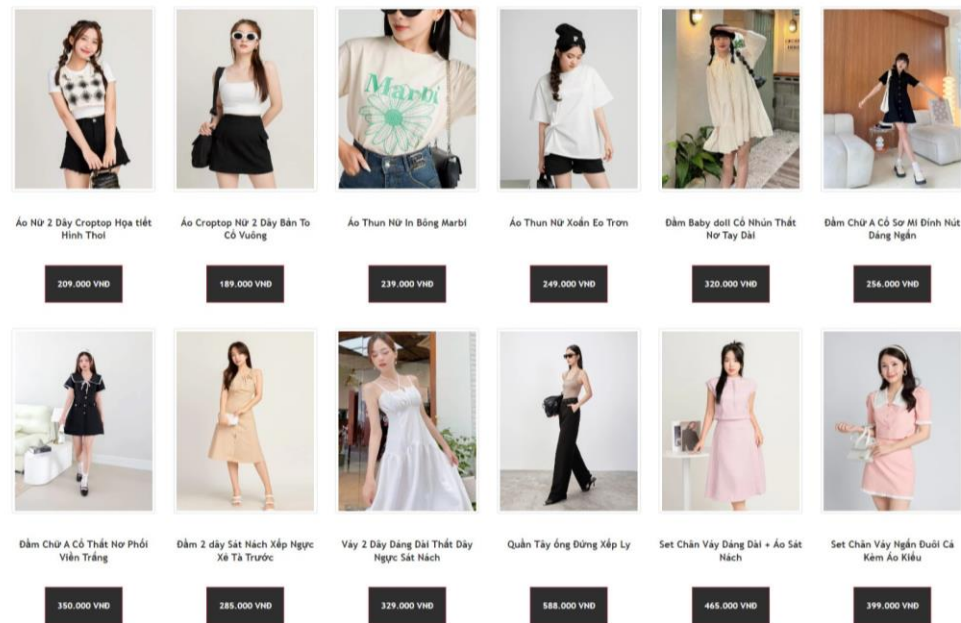 Marbi
Áo Nữ 2 Dây Croptop Họa tiết
Hình Thoi
Áo Croptop Nữ 2 Dây Bản To
Cổ Vuông
Áo Thun Nữ In Bông Marbi
Áo Thun Nữ Xoắn Eo Trơn
Đầm Baby doll Cổ Nhún Thắt
Nơ Tay Dài
Đầm Chữ A Cổ Sơ Mi Đính Nút
Dáng Ngắn
209.000 VNĐ
189.000 VNĐ
239.000 VNĐ
249.000 VNĐ
320.000 VNĐ
256.000 VNĐ
Đầm Chữ A Cổ Thắt Nơ Phối
Viền Trắng
Đầm 2 dây Sát Nách Xếp Ngực
Xẻ Tà Trước
Váy 2 Dây Dáng Dài Thắt Dây
Ngực Sát Nách
Quần Tây ống Đứng Xếp Ly
Set Chân Váy Dáng Dài + Áo Sát
Nách
Set Chân Váy Ngắn Đuôi Cá
Kèm Áo Kiểu
350.000 VNĐ
285.000 VNĐ
329.000 VNĐ
588.000 VNĐ
465.000 VNĐ
399.000 VNĐ